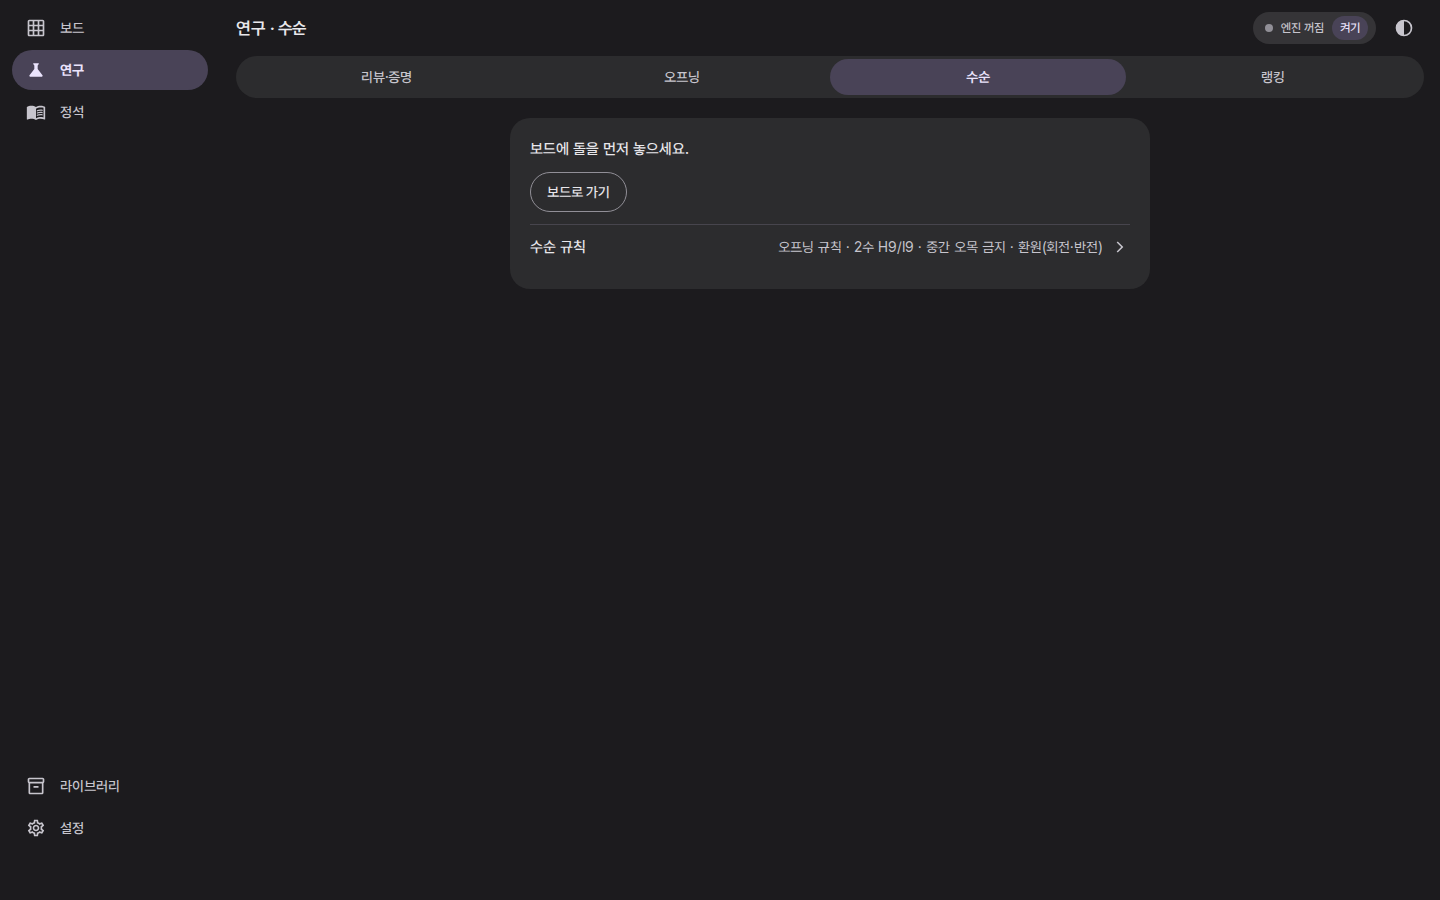 보드
연구
정석
라이브러리
설정
연구 · 수순
엔진 꺼짐 켜기
리뷰·증명 오프닝 수순 랭킹
보드에 돌을 먼저 놓으세요.
보드로 가기
수순 규칙 오프닝 규칙 · 2수 H9/I9 · 중간 오목 금지 · 환원(회전·반전)